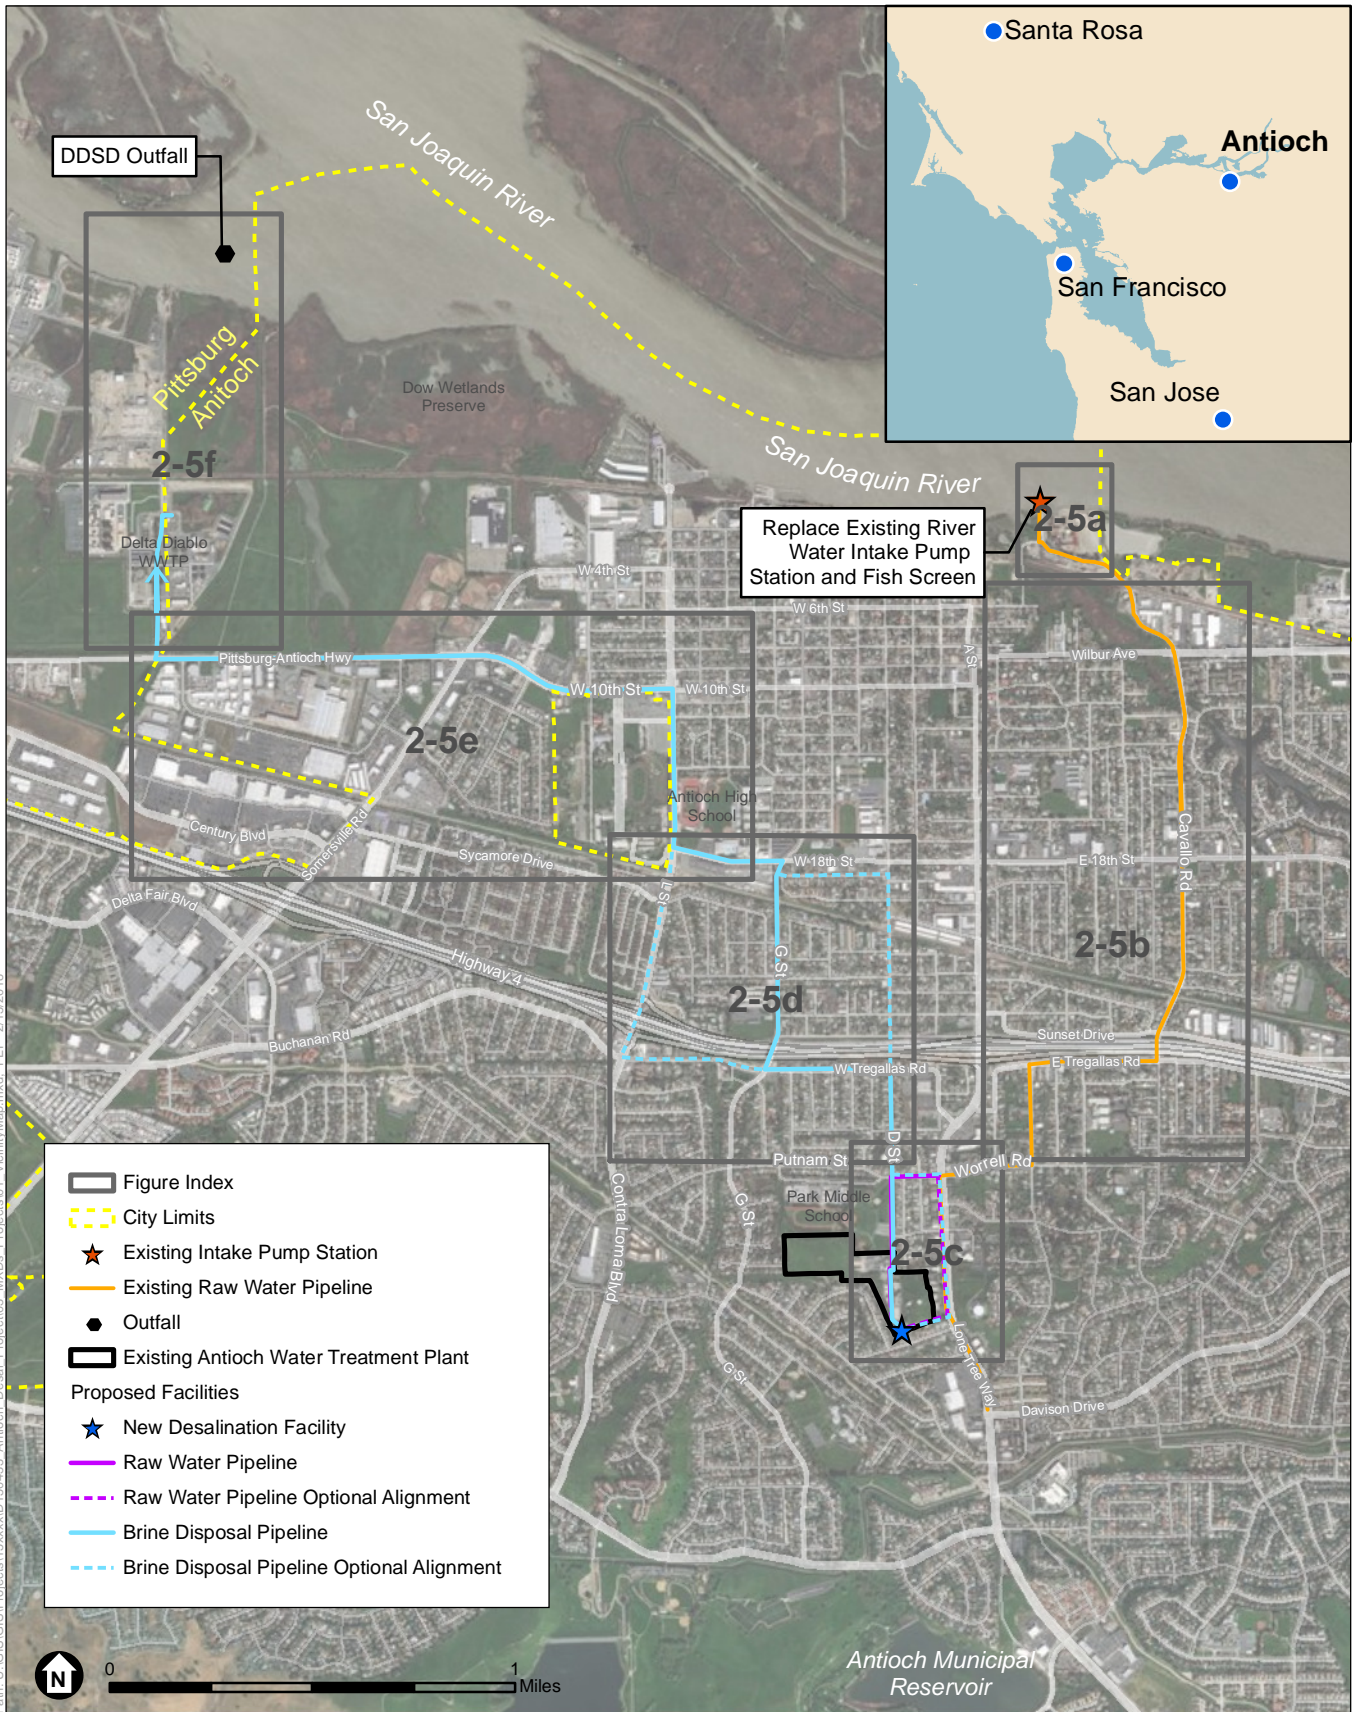 Santa Rosa
Antioch
San Francisco
San Jose
DDSD Outfall
San Joaquin River
Pittsburg
Anitoch
Dow Wetlands
Preserve
San Joaquin River
2-5f
2-5a
Replace Existing River
Water Intake Pump
Station and Fish Screen
Delta Diablo
WWTP
W 4th St
W 6th St
A St
Wilbur Ave
Pittsburg-Antioch Hwy
W 10th St
W 10th St
2-5e
Antioch High
School
Century Blvd
Somersville Rd
Sycamore Drive
W 18th St
E 18th St
Cavallo Rd
L St
Delta Fair Blvd
Highway 4
G St
2-5d
2-5b
Buchanan Rd
Sunset Drive
W Tregallas Rd
E Tregallas Rd
D St
Putnam St
Worrell Rd
Contra Loma Blvd
G St
Park Middle
School
2-5c
Lone Tree Way
G St
Davison Drive
Figure Index
City Limits
Existing Intake Pump Station
Existing Raw Water Pipeline
Outfall
Existing Antioch Water Treatment Plant
Proposed Facilities
New Desalination Facility
Raw Water Pipeline
Raw Water Pipeline Optional Alignment
Brine Disposal Pipeline
Brine Disposal Pipeline Optional Alignment
N
0
1
Miles
Antioch Municipal
Reservoir